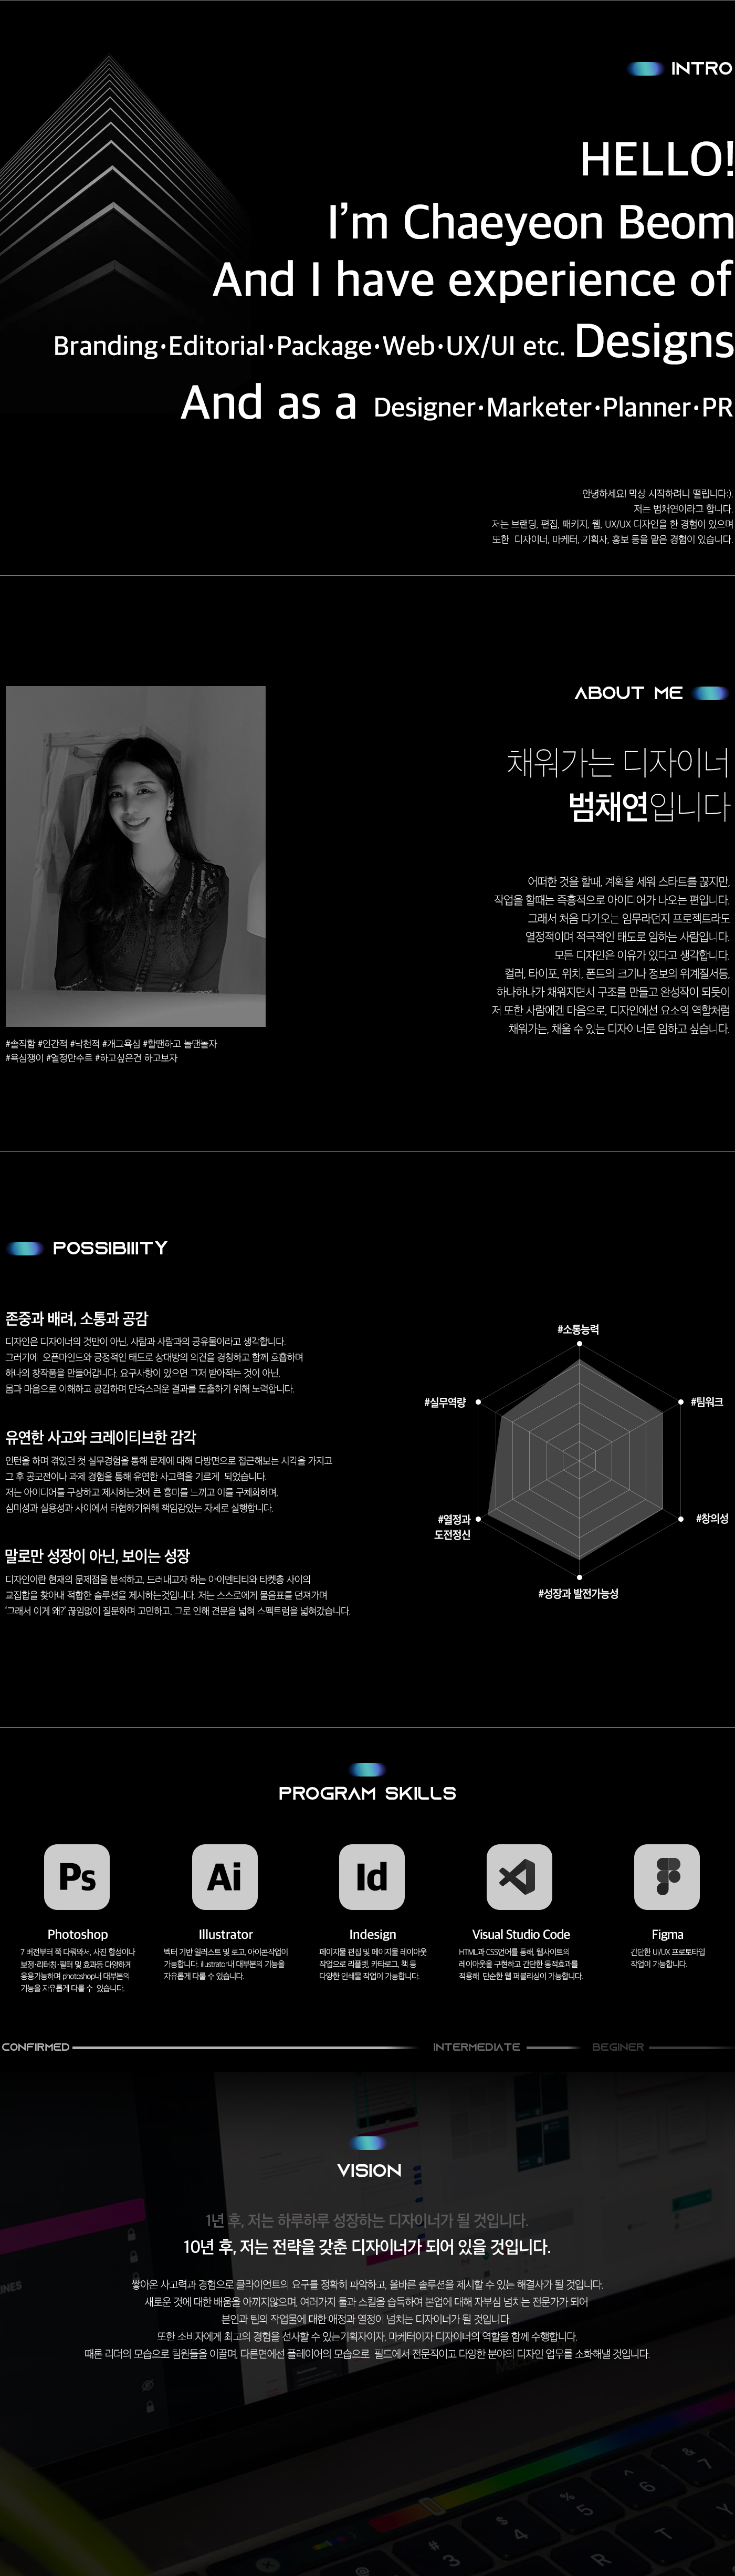 INTRO
HELLO!
I'm Chaeyeon Beom
And I have experience of
Branding·Editorial·Package·Web·UX/UI etc. Designs
And as a Designer·Marketer·Planner·PR
안녕하세요! 막상 시작하려니 떨립니다:).
저는 범채연이라고 합니다.
저는 브랜딩, 편집, 패키지, 웹, UX/UX 디자인을 한 경험이 있으며
또한 디자이너, 마케터, 기획자, 홍보 등을 맡은 경험이 있습니다.
ABOUT ME
채워가는 디자이너
범채연입니다
어떠한 것을 할때, 계획을 세워 스타트를 끊지만,
작업을 할때는 즉흥적으로 아이디어가 나오는 편입니다.
그래서 처음 다가오는 임무라던지 프로젝트라도
열정적이며 적극적인 태도로 임하는 사람입니다.
모든 디자인은 이유가 있다고 생각합니다.
컬러, 타이포, 위치, 폰트의 크기나 정보의 위계질서등,
하나하나가 채워지면서 구조를 만들고 완성작이 되듯이
저 또한 사람에겐 마음으로, 디자인에선 요소의 역할처럼
채워가는, 채울 수 있는 디자이너로 임하고 싶습니다.
#솔직함 #인간적 #낙천적 #개그욕심 #할땐하고 놀땐놀자
#욕심쟁이 #열정만수르 #하고싶은건 하고보자
POSSIBIIITY
존중과 배려, 소통과 공감
디자인은 디자이너의 것만이 아닌, 사람과 사람과의 공유물이라고 생각합니다.
그러기에 오픈마인드와 긍정적인 태도로 상대방의 의견을 경청하고 함께 호흡하며
하나의 창작품을 만들어갑니다. 요구사항이 있으면 그저 받아적는 것이 아닌,
몸과 마음으로 이해하고 공감하며 만족스러운 결과를 도출하기 위해 노력합니다.
유연한 사고와 크레이티브한 감각
인턴을 하며 겪었던 첫 실무경험을 통해 문제에 대해 다방면으로 접근해보는 시각을 가지고
그 후 공모전이나 과제 경험을 통해 유연한 사고력을 기르게 되었습니다.
저는 아이디어를 구상하고 제시하는것에 큰 흥미를 느끼고 이를 구체화하며,
심미성과 실용성과 사이에서 타협하기위해 책임감있는 자세로 실행합니다.
말로만 성장이 아닌, 보이는 성장
디자인이란 현재의 문제점을 분석하고, 드러내고자 하는 아이덴티티와 타켓층 사이의
교집합을 찾아내 적합한 솔루션을 제시하는것입니다. 저는 스스로에게 물음표를 던져가며
"그래서 이게 왜?" 끊임없이 질문하며 고민하고, 그로 인해 견문을 넓혀 스펙트럼을 넓혀갔습니다.
#소통능력
#실무역량
#팀워크
#열정과
도전정신
#창의성
#성장과 발전가능성
PROGRAM SKILLS
Ps
Ai
Id
Photoshop
7 버전부터 쭉 다뤄와서, 사진 합성이나
보정·리터칭·필터 및 효과등 다양하게
응용가능하며 photoshop내 대부분의
기능을 자유롭게 다룰 수 있습니다.
Illustrator
벡터 기반 일러스트 및 로고, 아이콘작업이
가능합니다. illustrator내 대부분의 기능을
자유롭게 다룰 수 있습니다.
Indesign
페이지물 편집 및 페이지물 레이아웃
작업으로 리플렛, 카타로그, 책 등
다양한 인쇄물 작업이 가능합니다.
Visual Studio Code
HTML과 CSS언어를 통해, 웹사이트의
레이아웃을 구현하고 간단한 동적효과를
적용해 단순한 웹 퍼블리싱이 가능합니다.
Figma
간단한 UI/UX 프로토타입
작업이 가능합니다.
CONFIRMED
INTERMEDIATE
BEGINER
VISION
1년 후, 저는 하루하루 성장하는 디자이너가 될 것입니다.
10년 후, 저는 전략을 갖춘 디자이너가 되어 있을 것입니다.
쌓아온 사고력과 경험으로 클라이언트의 요구를 정확히 파악하고, 올바른 솔루션을 제시할 수 있는 해결사가 될 것입니다.
새로운 것에 대한 배움을 아끼지않으며, 여러가지 툴과 스킬을 습득하여 본업에 대해 자부심 넘치는 전문가가 되어
본인과 팀의 작업물에 대한 애정과 열정이 넘치는 디자이너가 될 것입니다.
또한 소비자에게 최고의 경험을 선사할 수 있는기획자이자, 마케터이자 디자이너의 역할을 함께 수행합니다.
때론 리더의 모습으로 팀원들을 이끌며, 다른면에선 플레이어의 모습으로 필드에서 전문적이고 다양한 분야의 디자인 업무를 소화해낼 것입니다.